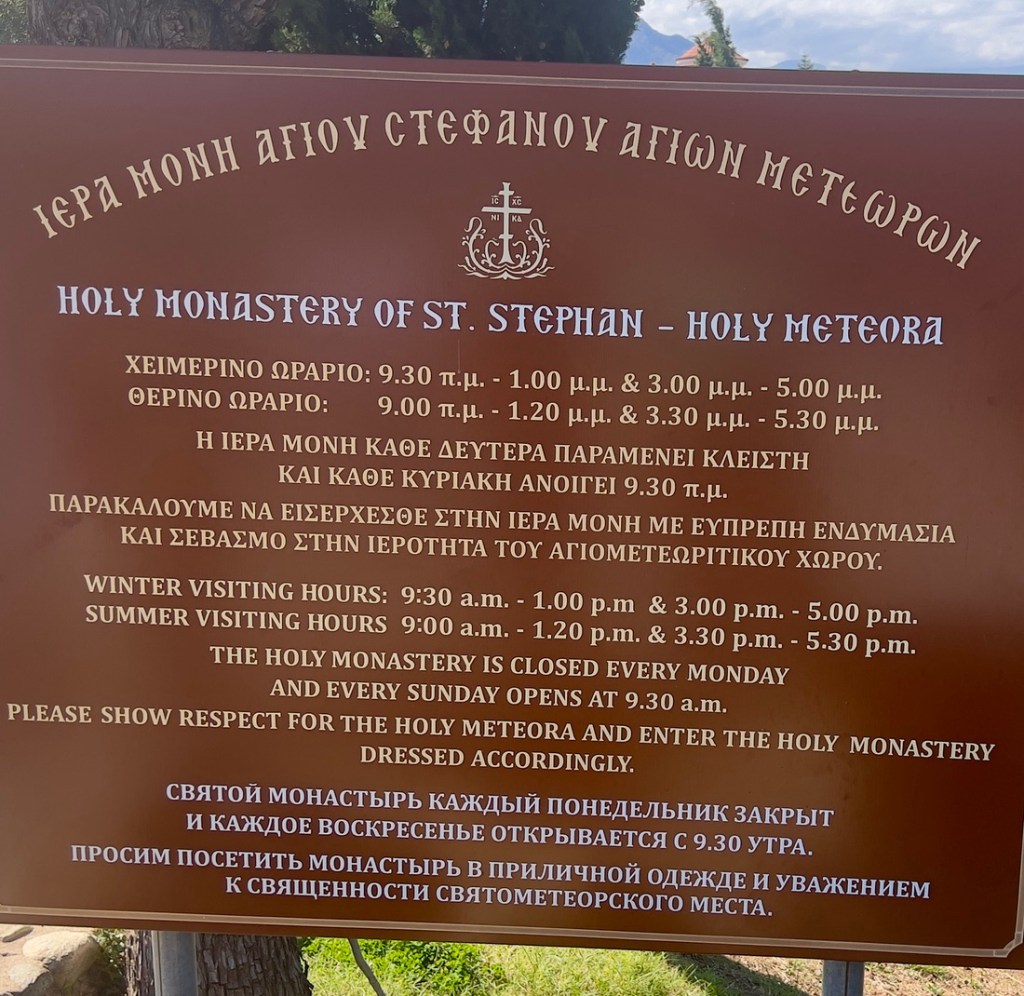 ΙΕΡΑ ΜΟΝΗ ΑΓΙΟΥ ΣΤΕΦΑΝΟΥ ΑΓΙΩΝ ΜΕΤΕΩΡΩΝ
IC XC
NI KA
HOLY MONASTERY OF ST. STEPHAN - HOLY METEORA
ΧΕΙΜΕΡΙΝΟ ΩΡΑΡΙΟ: 9.30 π.μ. - 1.00 μ.μ. & 3.00 μ.μ. - 5.00 μ.μ.
ΘΕΡΙΝΟ ΩΡΑΡΙΟ: 9.00 π.μ. - 1.20 μ.μ. & 3.30 μ.μ. - 5.30 μ.μ.
Η ΙΕΡΑ ΜΟΝΗ ΚΑΘΕ ΔΕΥΤΕΡΑ ΠΑΡΑΜΕΝΕΙ ΚΛΕΙΣΤΗ
ΚΑΙ ΚΑΘΕ ΚΥΡΙΑΚΗ ΑΝΟΙΓΕΙ 9.30 π.μ.
ΠΑΡΑΚΑΛΟΥΜΕ ΝΑ ΕΙΣΕΡΧΕΣΘΕ ΣΤΗΝ ΙΕΡΑ ΜΟΝΗ ΜΕ ΕΥΠΡΕΠΗ ΕΝΔΥΜΑΣΙΑ
ΚΑΙ ΣΕΒΑΣΜΟ ΣΤΗΝ ΙΕΡΟΤΗΤΑ ΤΟΥ ΑΓΙΟΜΕΤΕΩΡΙΤΙΚΟΥ ΧΩΡΟΥ.
WINTER VISITING HOURS: 9:30 a.m. - 1.00 p.m & 3.00 p.m. - 5.00 p.m.
SUMMER VISITING HOURS 9:00 a.m. - 1.20 p.m. & 3.30 p.m. - 5.30 p.m.
THE HOLY MONASTERY IS CLOSED EVERY MONDAY
AND EVERY SUNDAY OPENS AT 9.30 a.m.
PLEASE SHOW RESPECT FOR THE HOLY METEORA AND ENTER THE HOLY MONASTERY
DRESSED ACCORDINGLY.
СВЯТОЙ МОНАСТЫРЬ КАЖДЫЙ ПОНЕДЕЛЬНИК ЗАКРЫТ
И КАЖДОЕ ВОСКРЕСЕНЬЕ ОТКРЫВАЕТСЯ С 9.30 УТРА.
ПРОСИМ ПОСЕТИТЬ МОНАСТЫРЬ В ПРИЛИЧНОЙ ОДЕЖДЕ И УВАЖЕНИЕМ
К СВЯЩЕННОСТИ СВЯТОМЕТЕОРСКОГО МЕСТА.